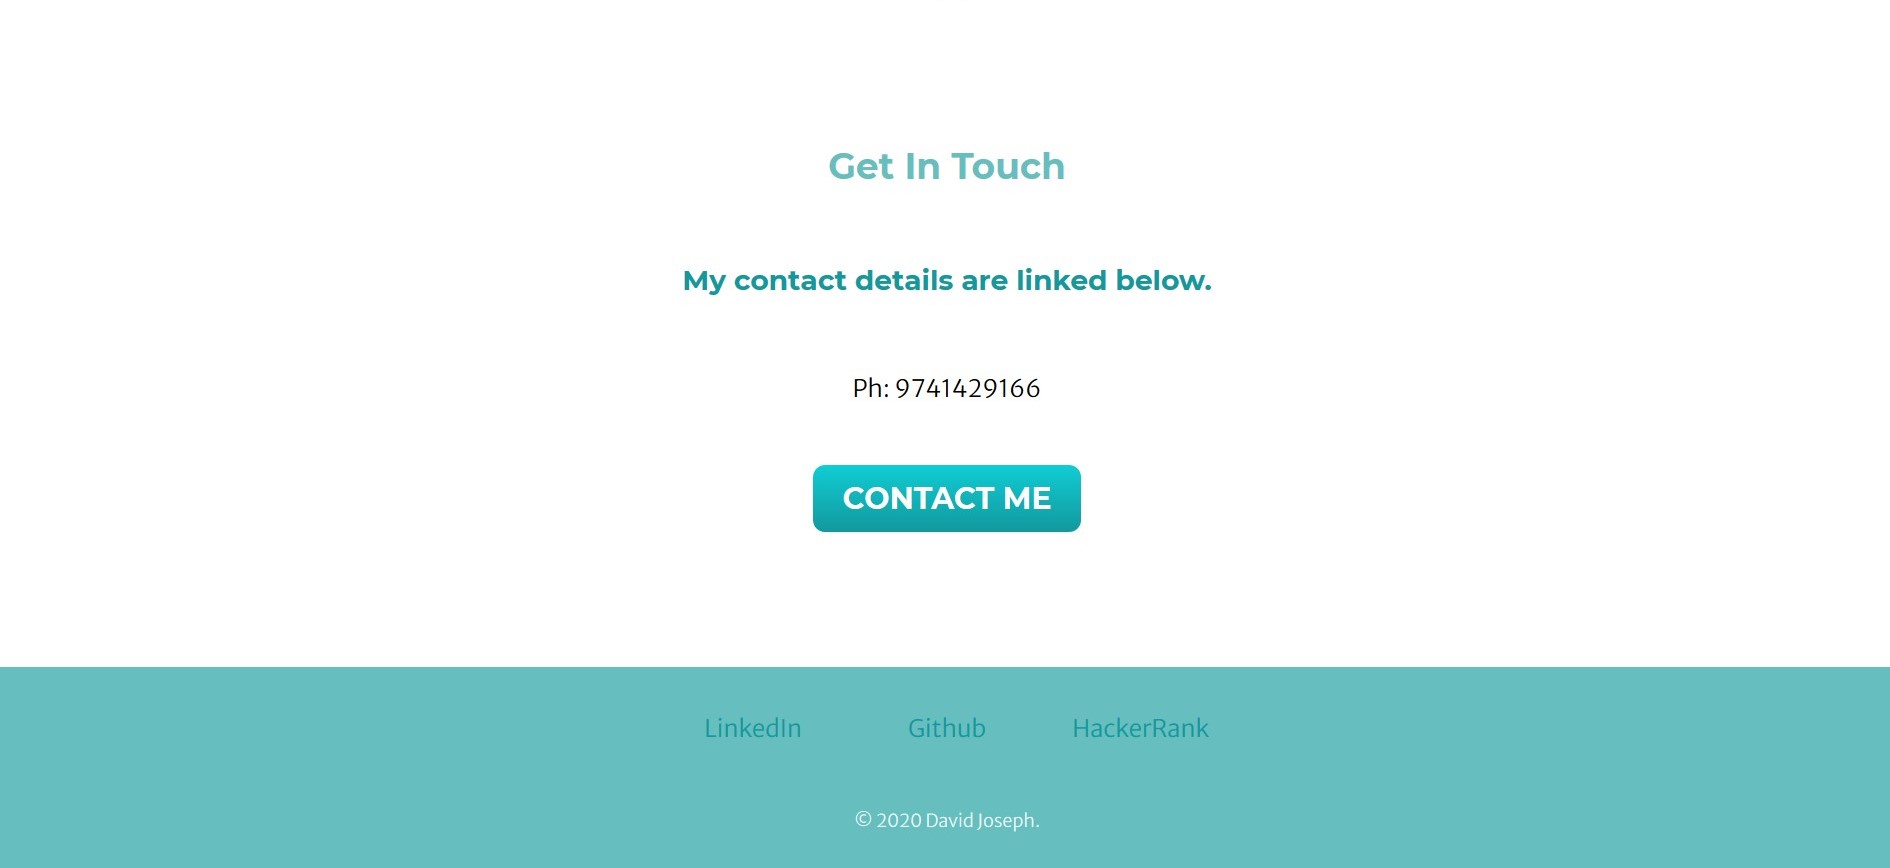 Get In Touch
My contact details are linked below.
Ph: 9741429166
CONTACT ME
LinkedIn Github HackerRank
© 2020 David Joseph.